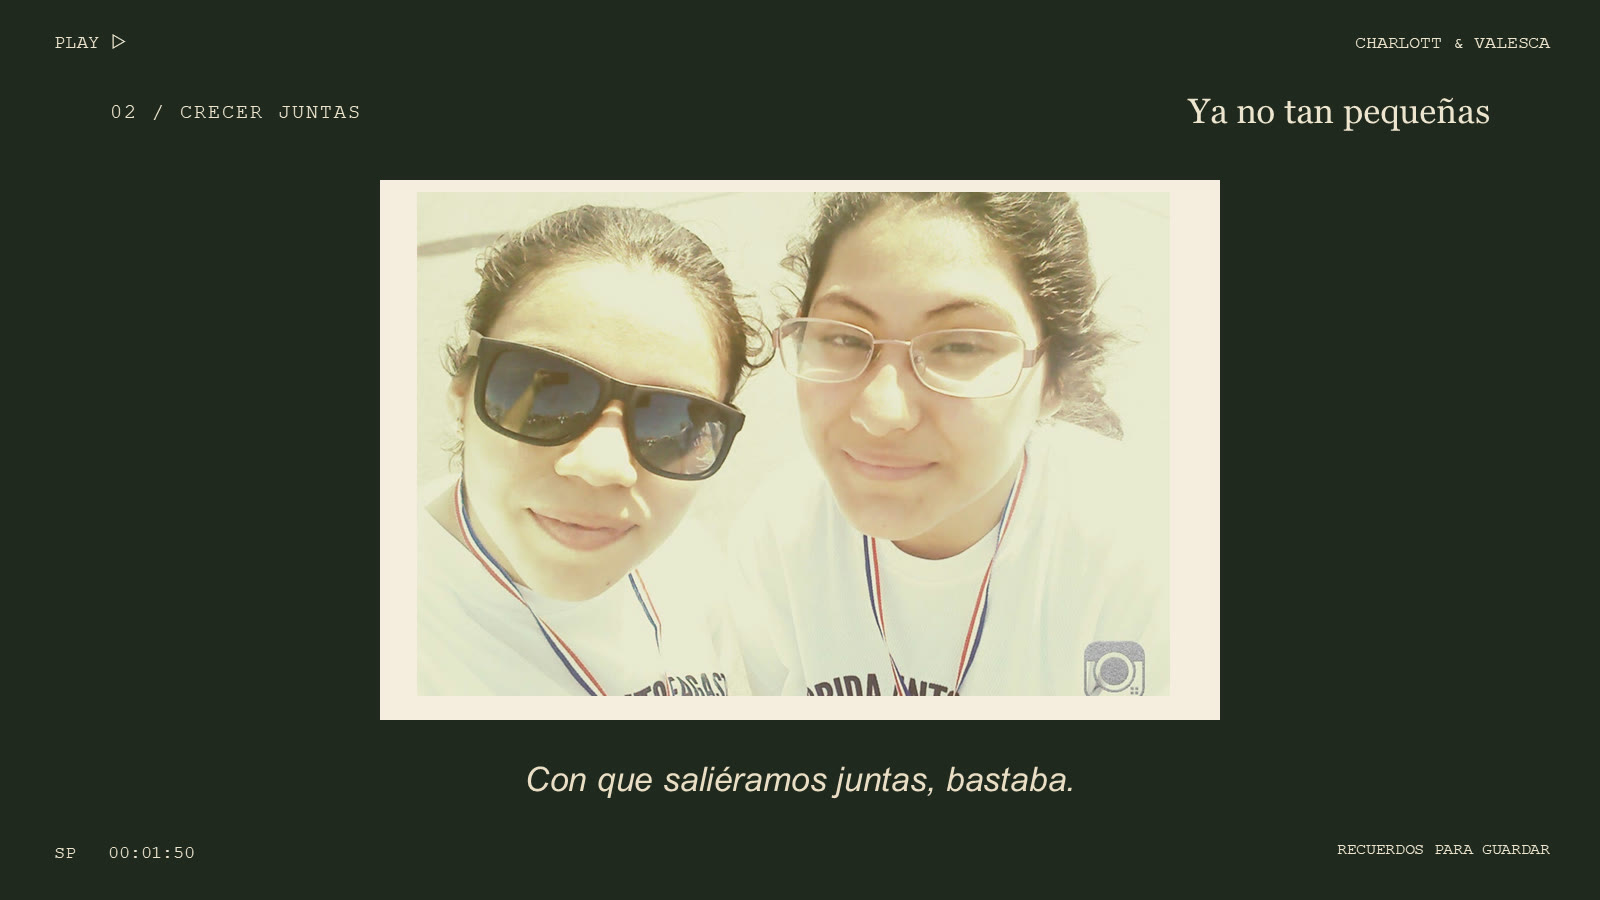 PLAY ▷
CHARLOTT & VALESCA
02 / CRECER JUNTAS
Ya no tan pequeñas
Con que saliéramos juntas, bastaba.
SP 00:01:50
RECUERDOS PARA GUARDAR